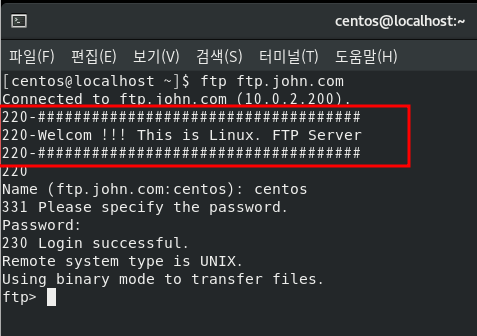 centos@localhost:~
파일(F) 편집(E) 보기(V) 검색(S) 터미널(T) 도움말(H)
[centos@localhost ~]$ ftp ftp.john.com
Connected to ftp.john.com (10.0.2.200).
220-####################################
220-Welcom !!! This is Linux. FTP Server
220-####################################
220
Name (ftp.john.com:centos): centos
331 Please specify the password.
Password:
230 Login successful.
Remote system type is UNIX.
Using binary mode to transfer files.
ftp>